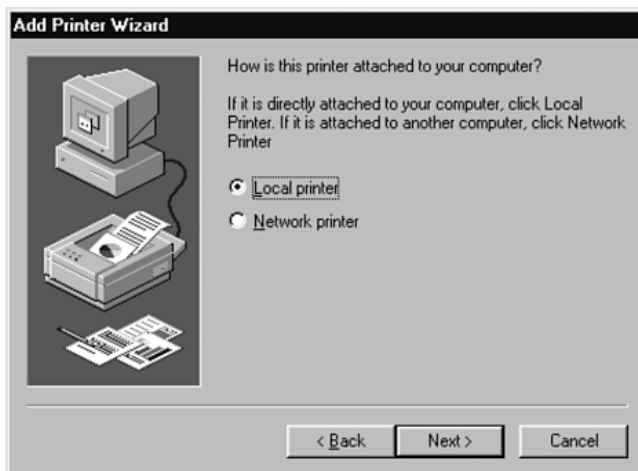 Add Printer Wizard
How is this printer attached to your computer?
If it is directly attached to your computer, click Local
Printer. If it is attached to another computer, click Network
Printer
Local printer
Network printer
< Back
Next >
Cancel